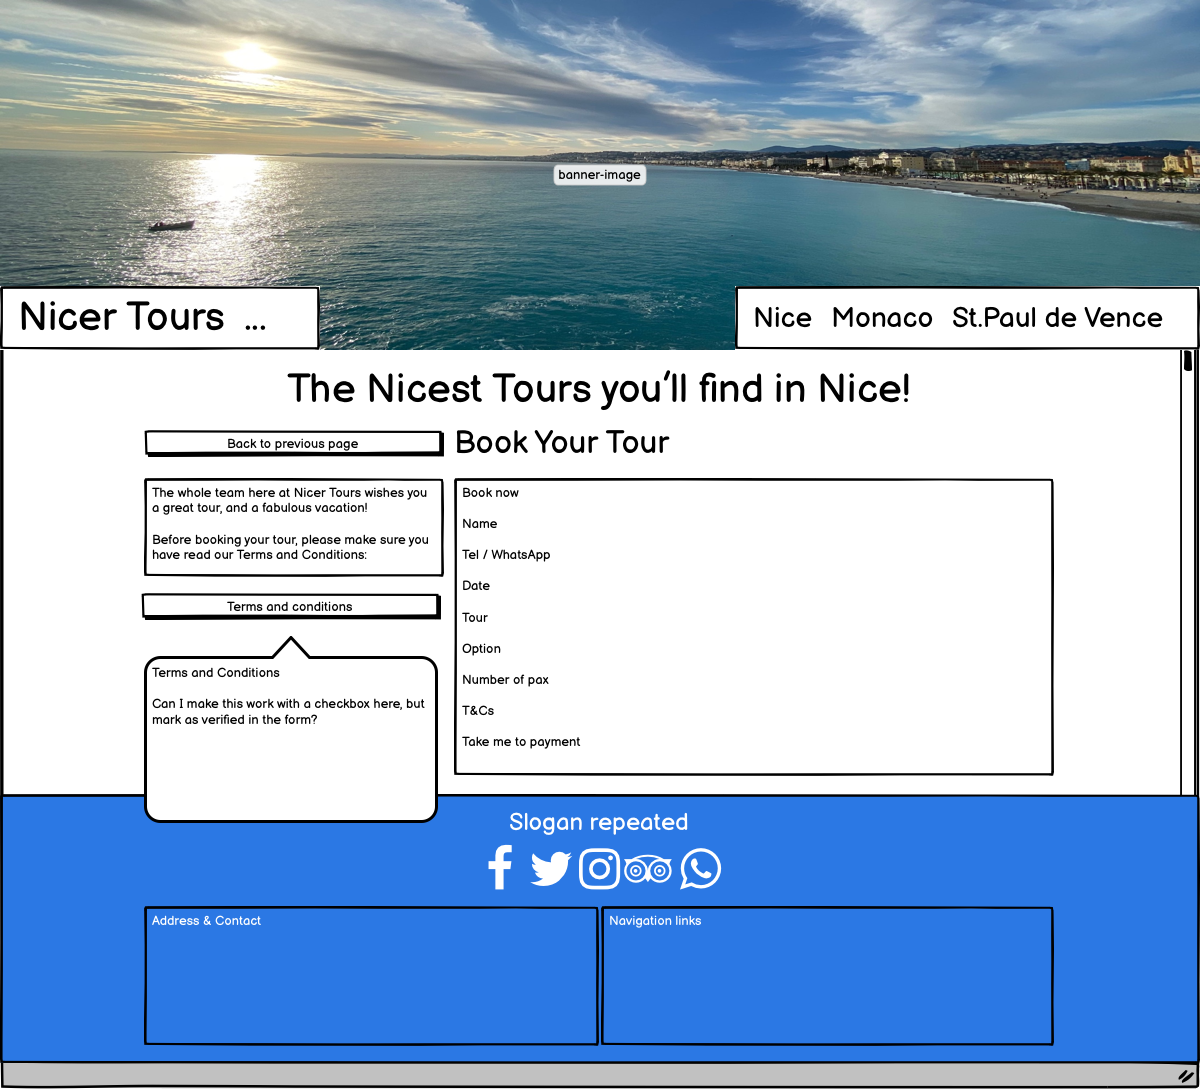 banner-image
Nicer Tours ...
Nice Monaco St.Paul de Vence
The Nicest Tours you'll find in Nice!
Back to previous page
Book Your Tour
The whole team here at Nicer Tours wishes you
a great tour, and a fabulous vacation!
Before booking your tour, please make sure you
have read our Terms and Conditions:
Terms and conditions
Terms and Conditions
Can I make this work with a checkbox here, but
mark as verified in the form?
Book now
Name
Tel / WhatsApp
Date
Tour
Option
Number of pax
T&Cs
Take me to payment
Slogan repeated
Address & Contact
Navigation links